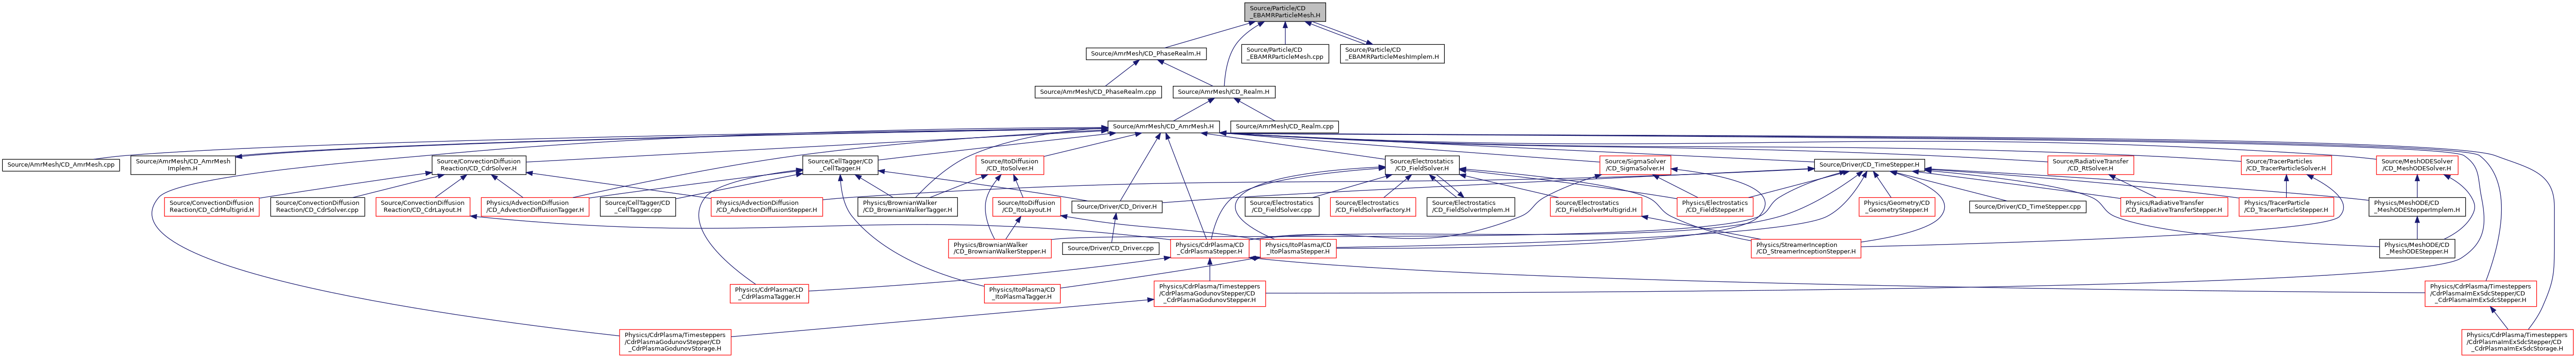 Source/Particle/CD
_EBAMRParticleMesh.H
Source/AmrMesh/CD_PhaseRealm.H
Source/Particle/CD
_EBAMRParticleMesh.cpp
Source/Particle/CD
_EBAMRParticleMeshImplem.H
Source/AmrMesh/CD_PhaseRealm.cpp
Source/AmrMesh/CD_Realm.H
Source/AmrMesh/CD_AmrMesh.H
Source/AmrMesh/CD_Realm.cpp
Source/AmrMesh/CD_AmrMesh.cpp
Source/AmrMesh/CD_AmrMesh
Implem.H
Source/ConvectionDiffusion
Reaction/CD_CdrSolver.H
Source/CellTagger/CD
_CellTagger.H
Source/ItoDiffusion
/CD_ItoSolver.H
Source/Electrostatics
/CD_FieldSolver.H
Source/SigmaSolver
/CD_SigmaSolver.H
Source/Driver/CD_TimeStepper.H
Source/RadiativeTransfer
/CD_RtSolver.H
Source/TracerParticles
/CD_TracerParticleSolver.H
Source/MeshODESolver
/CD_MeshODESolver.H
Source/ConvectionDiffusion
Reaction/CD_CdrMultigrid.H
Source/ConvectionDiffusion
Reaction/CD_CdrSolver.cpp
Source/ConvectionDiffusion
Reaction/CD_CdrLayout.H
Physics/AdvectionDiffusion
/CD_AdvectionDiffusionTagger.H
Source/CellTagger/CD
_CellTagger.cpp
Physics/AdvectionDiffusion
/CD_AdvectionDiffusionStepper.H
Physics/BrownianWalker
/CD_BrownianWalkerTagger.H
Source/ItoDiffusion
/CD_ItoLayout.H
Source/Driver/CD_Driver.H
Source/Electrostatics
/CD_FieldSolver.cpp
Source/Electrostatics
/CD_FieldSolverFactory.H
Source/Electrostatics
/CD_FieldSolverImplem.H
Source/Electrostatics
/CD_FieldSolverMultigrid.H
Physics/Electrostatics
/CD_FieldStepper.H
Physics/Geometry/CD
_GeometryStepper.H
Source/Driver/CD_TimeStepper.cpp
Physics/RadiativeTransfer
/CD_RadiativeTransferStepper.H
Physics/TracerParticle
/CD_TracerParticleStepper.H
Physics/MeshODE/CD
_MeshODEStepperImplem.H
Physics/BrownianWalker
/CD_BrownianWalkerStepper.H
Source/Driver/CD_Driver.cpp
Physics/CdrPlasma/CD
_CdrPlasmaStepper.H
Physics/ItoPlasma/CD
_ItoPlasmaStepper.H
Physics/StreamerInception
/CD_StreamerInceptionStepper.H
Physics/MeshODE/CD
_MeshODEStepper.H
Physics/CdrPlasma/CD
_CdrPlasmaTagger.H
Physics/ItoPlasma/CD
_ItoPlasmaTagger.H
Physics/CdrPlasma/Timesteppers
/CdrPlasmaGodunovStepper/CD
_CdrPlasmaGodunovStepper.H
Physics/CdrPlasma/Timesteppers
/CdrPlasmaImExSdcStepper/CD
_CdrPlasmaImExSdcStepper.H
Physics/CdrPlasma/Timesteppers
/CdrPlasmaGodunovStepper/CD
_CdrPlasmaGodunovStorage.H
Physics/CdrPlasma/Timesteppers
/CdrPlasmaImExSdcStepper/CD
_CdrPlasmaImExSdcStorage.H